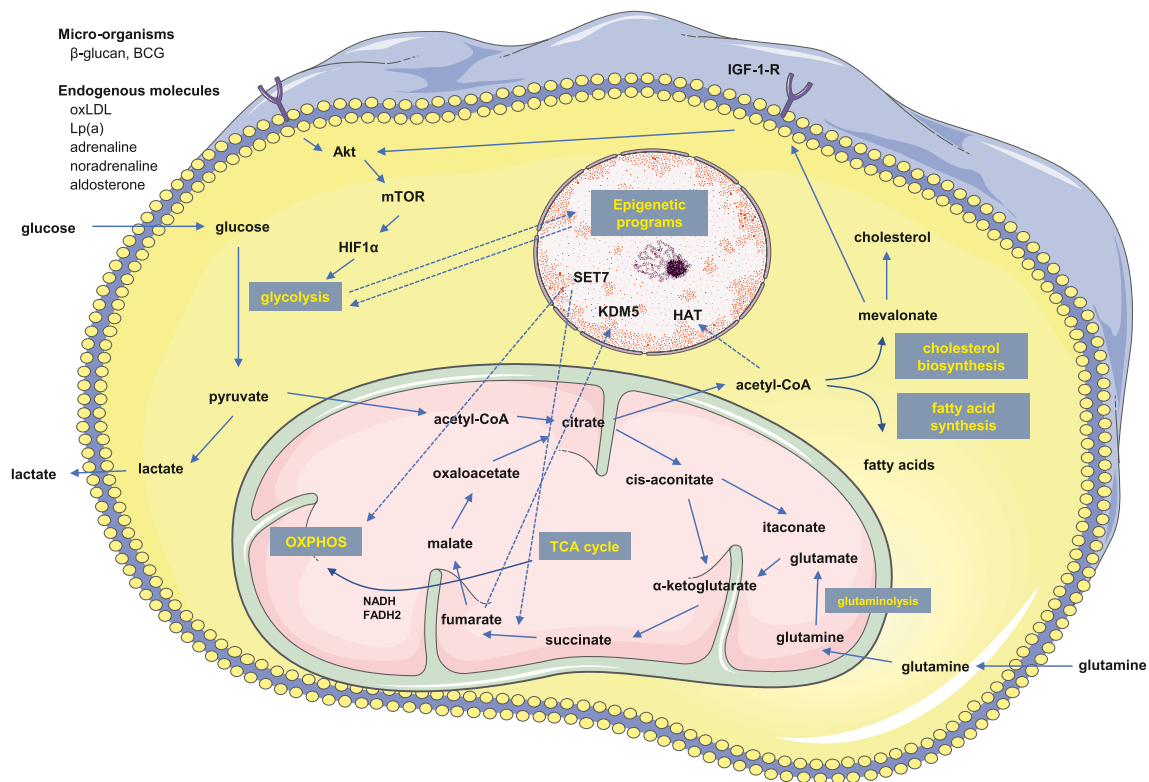 Micro-organisms
β-glucan, BCG
Endogenous molecules
oxLDL
Lp(a)
adrenaline
noradrenaline
aldosterone
IGF-1-R
Akt
mTOR
HIF1α
glucose
glucose
glycolysis
Epigenetic
programs
SET7
KDM5
HAT
cholesterol
mevalonate
cholesterol
biosynthesis
acetyl-CoA
fatty acid
synthesis
fatty acids
pyruvate
lactate
lactate
acetyl-CoA
citrate
oxaloacetate
cis-aconitate
itaconate
malate
OXPHOS
TCA cycle
glutamate
α-ketoglutarate
NADH
FADH2
fumarate
succinate
glutaminolysis
glutamine
glutamine
glutamine